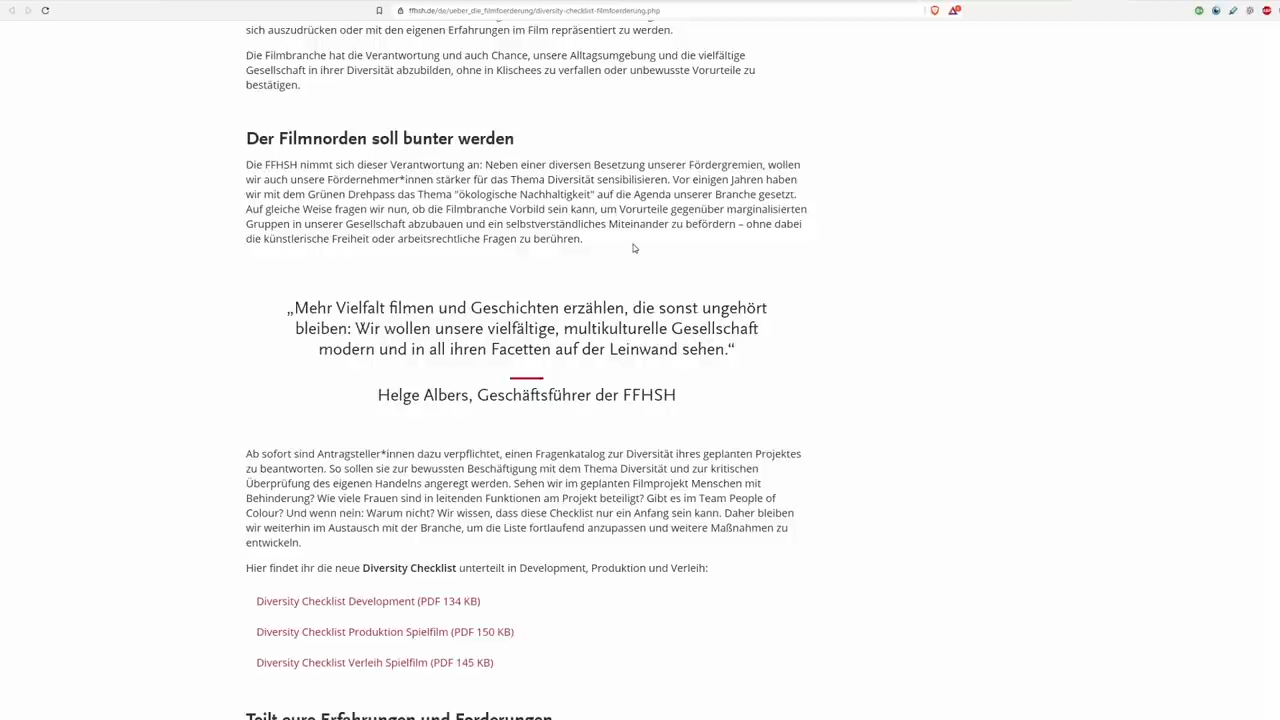 ffhsh.de/de/ueber_die_filmfoerderung/diversity-checklist-filmfoerderung.php
sich auszudrücken oder mit den eigenen Erfahrungen im Film repräsentiert zu werden.
Die Filmbranche hat die Verantwortung und auch Chance, unsere Alltagsumgebung und die vielfältige
Gesellschaft in ihrer Diversität abzubilden, ohne in Klischees zu verfallen oder unbewusste Vorurteile zu
bestätigen.
Der Filmnorden soll bunter werden
Die FFHSH nimmt sich dieser Verantwortung an: Neben einer diversen Besetzung unserer Fördergremien, wollen
wir auch unsere Fördernehmer*innen stärker für das Thema Diversität sensibilisieren. Vor einigen Jahren haben
wir mit dem Grünen Drehpass das Thema "ökologische Nachhaltigkeit" auf die Agenda unserer Branche gesetzt.
Auf gleiche Weise fragen wir nun, ob die Filmbranche Vorbild sein kann, um Vorurteile gegenüber marginalisierten
Gruppen in unserer Gesellschaft abzubauen und ein selbstverständliches Miteinander zu befördern – ohne dabei
die künstlerische Freiheit oder arbeitsrechtliche Fragen zu berühren.
„Mehr Vielfalt filmen und Geschichten erzählen, die sonst ungehört
bleiben: Wir wollen unsere vielfältige, multikulturelle Gesellschaft
modern und in all ihren Facetten auf der Leinwand sehen.“
Helge Albers, Geschäftsführer der FFHSH
Ab sofort sind Antragsteller*innen dazu verpflichtet, einen Fragenkatalog zur Diversität ihres geplanten Projektes
zu beantworten. So sollen sie zur bewussten Beschäftigung mit dem Thema Diversität und zur kritischen
Überprüfung des eigenen Handelns angeregt werden. Sehen wir im geplanten Filmprojekt Menschen mit
Behinderung? Wie viele Frauen sind in leitenden Funktionen am Projekt beteiligt? Gibt es im Team People of
Colour? Und wenn nein: Warum nicht? Wir wissen, dass diese Checklist nur ein Anfang sein kann. Daher bleiben
wir weiterhin im Austausch mit der Branche, um die Liste fortlaufend anzupassen und weitere Maßnahmen zu
entwickeln.
Hier findet ihr die neue Diversity Checklist unterteilt in Development, Produktion und Verleih:
Diversity Checklist Development (PDF 134 KB)
Diversity Checklist Produktion Spielfilm (PDF 150 KB)
Diversity Checklist Verleih Spielfilm (PDF 145 KB)
Teilt eure Erfahrungen und Forderungen